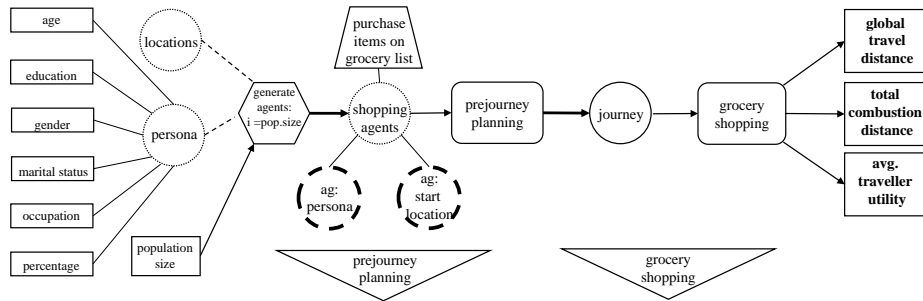 age
education
gender
marital status
occupation
percentage
locations
persona
population
size
generate
agents:
i =pop.size
purchase
items on
grocery list
shopping
agents
ag:
persona
ag:
start
location
prejourney
planning
prejourney
planning
journey
grocery
shopping
grocery
shopping
global
travel
distance
total
combustion
distance
avg.
traveller
utility